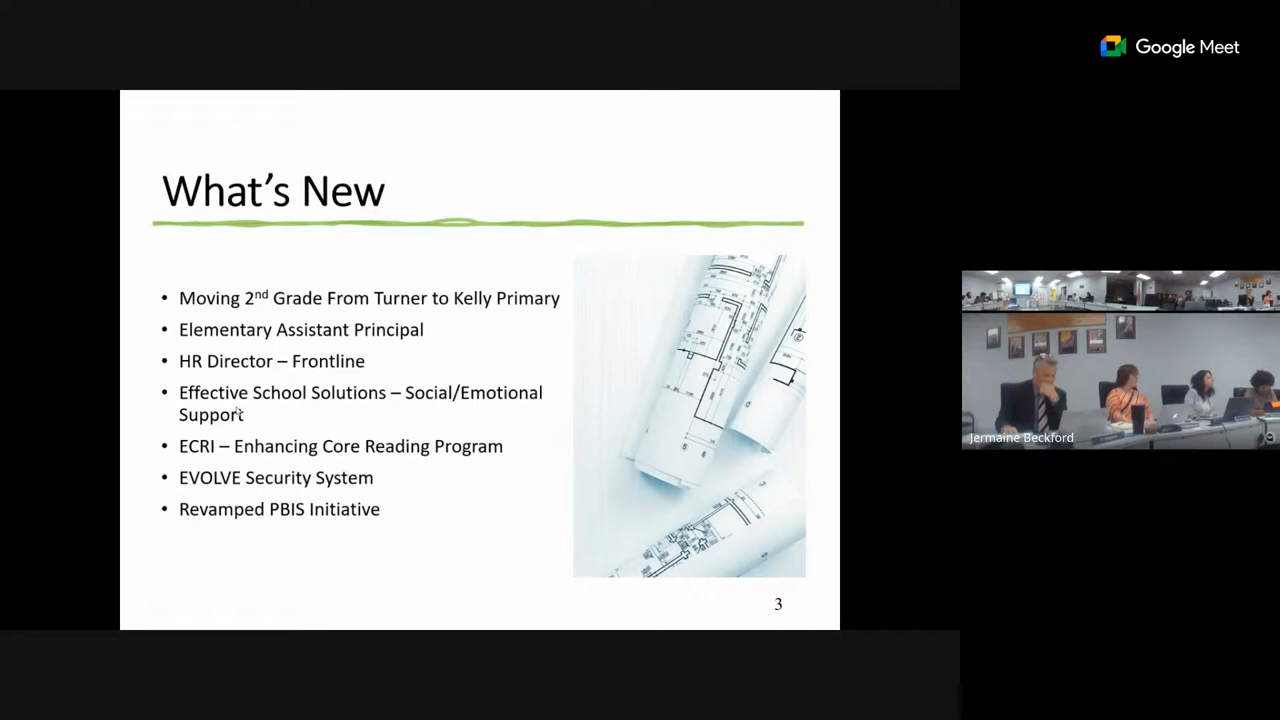 Google Meet
What's New
• Moving 2nd Grade From Turner to Kelly Primary
• Elementary Assistant Principal
• HR Director – Frontline
• Effective School Solutions – Social/Emotional
Support
• ECRI – Enhancing Core Reading Program
• EVOLVE Security System
• Revamped PBIS Initiative
3
Jermaine Beckford